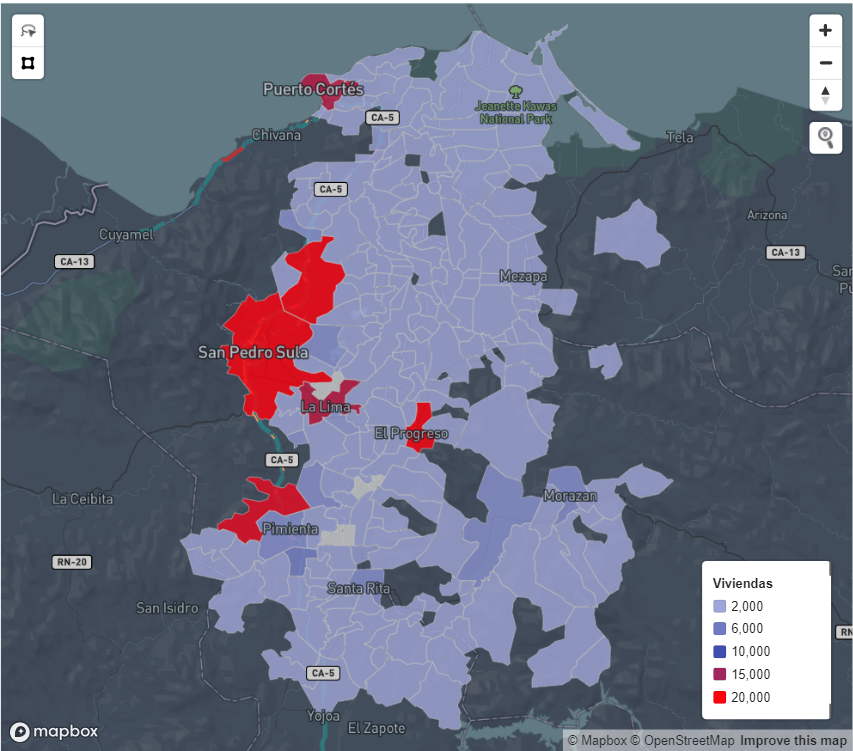 Puerto Cortés
CA-5
Jeanette Kawas
National Park
Chivana
Tela
CA-5
Arizona
Cuyamel
CA-13
CA-13
Mezapa
San Pedro Sula
La Lima
El Progreso
CA-5
La Ceibita
Morazan
Pimienta
RN-20
Santa Rita
San Isidro
CA-5
Yojoa
El Zapote
Viviendas
2,000
6,000
10,000
15,000
20,000
mapbox
© Mapbox © OpenStreetMap Improve this map